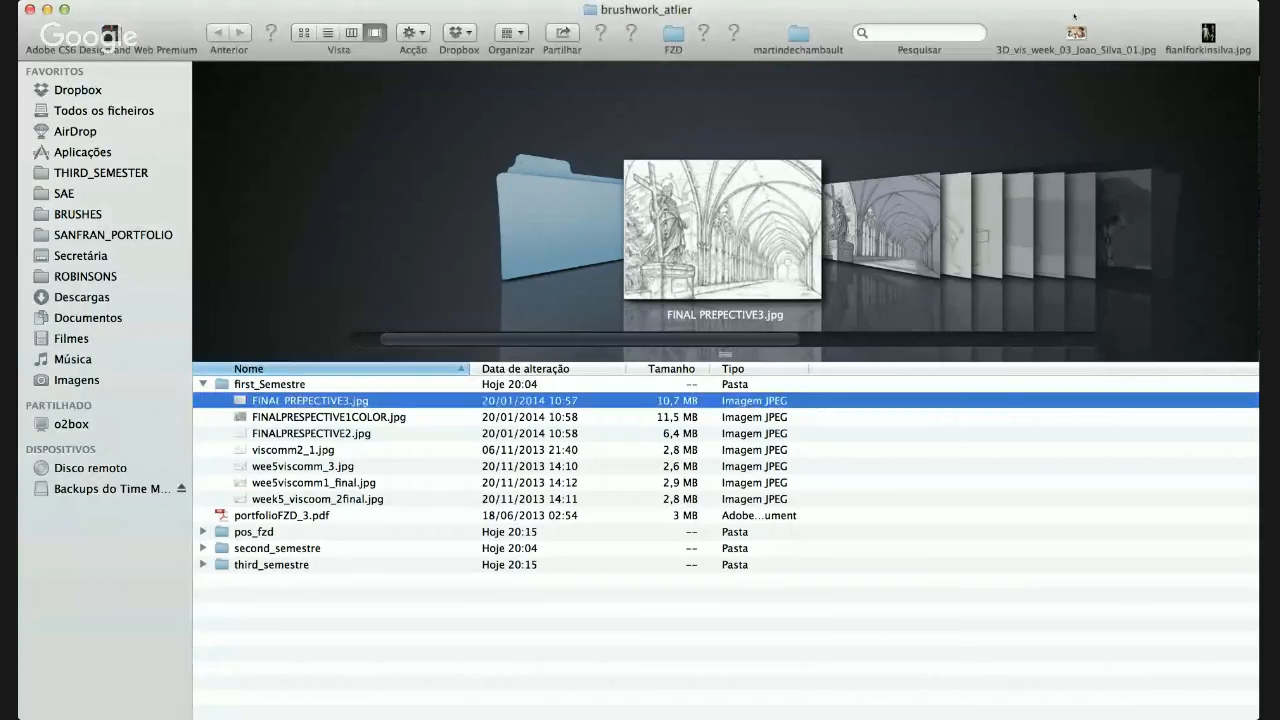 brushwork_atlier
Google
Adobe CS6 Design and Web Premium
Anterior
Vista
Acção
Dropbox
Organizar
Partilhar
FZD
martindechambault
Pesquisar
3D_vis_week_03_Joao_Silva_01.jpg
fianlforkinsilva.jpg
FAVORITOS
Dropbox
Todos os ficheiros
AirDrop
Aplicações
THIRD_SEMESTER
SAE
BRUSHES
SANFRAN_PORTFOLIO
Secretária
ROBINSONS
Descargas
Documentos
Filmes
Música
Imagens
PARTILHADO
o2box
DISPOSITIVOS
Disco remoto
Backups do Time M...
FINAL PREPECTIVE3.jpg
Nome Data de alteração Tamanho Tipo
first_Semestre Hoje 20:04 -- Pasta
FINAL PREPECTIVE3.jpg 20/01/2014 10:57 10,7 MB Imagem JPEG
FINALPRESPECTIVE1COLOR.jpg 20/01/2014 10:58 11,5 MB Imagem JPEG
FINALPRESPECTIVE2.jpg 20/01/2014 10:58 6,4 MB Imagem JPEG
viscomm2_1.jpg 06/11/2013 21:40 2,8 MB Imagem JPEG
wee5viscomm_3.jpg 20/11/2013 14:10 2,6 MB Imagem JPEG
wee5viscomm1_final.jpg 20/11/2013 14:12 2,9 MB Imagem JPEG
week5_viscoom_2final.jpg 20/11/2013 14:11 2,8 MB Imagem JPEG
portfolioFZD_3.pdf 18/06/2013 02:54 3 MB Adobe...ument
pos_fzd Hoje 20:15 -- Pasta
second_semestre Hoje 20:04 -- Pasta
third_semestre Hoje 20:15 -- Pasta